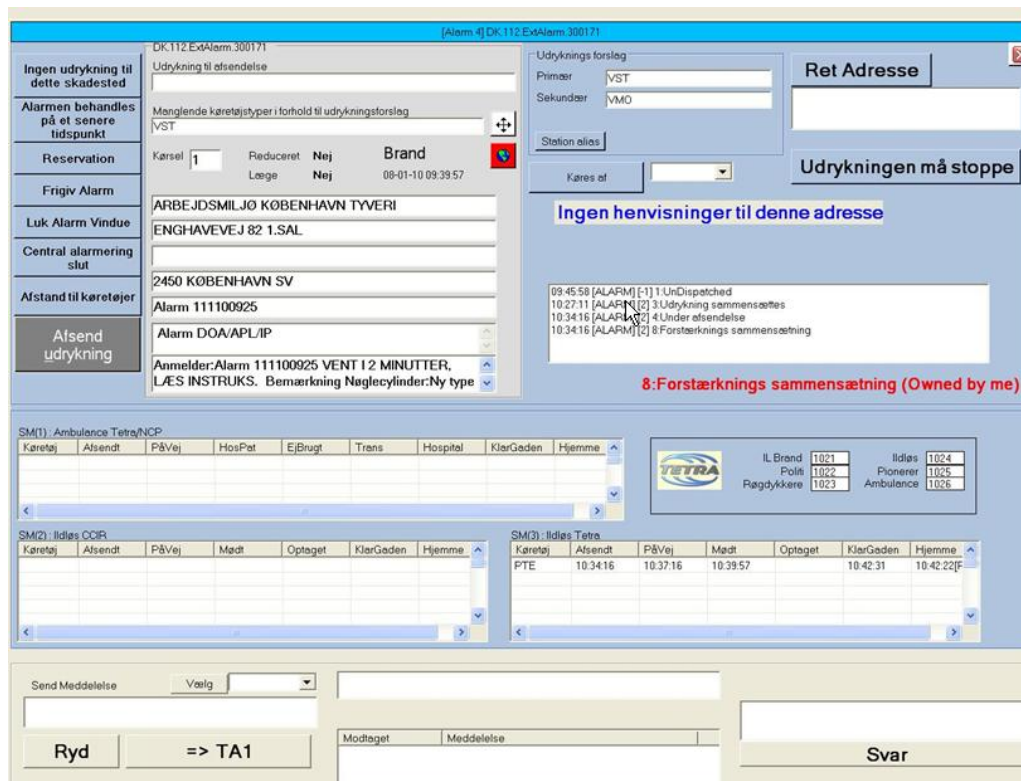 [Alarm 4] DK.112.ExtAlarm.300171
Ingen udrykning til
dette skadested
Alarmen behandles
på et senere
tidspunkt
Reservation
Frigiv Alarm
Luk Alarm Vindue
Central alarmering
slut
Afstand til køretøjer
Afsend
udrykning
DK.112.ExtAlarm.300171
Udrykning til afsendelse
Manglende køretøjstyper i forhold til udrykningsforslag
VST
Kørsel 1 Reduceret Nej Brand
Læge Nej 08-01-10 09:39:57
ARBEJDSMILJØ KØBENHAVN TYVERI
ENGHAVEVEJ 82 1.SAL
2450 KØBENHAVN SV
Alarm 111100925
Alarm DOA/APL/IP
Anmelder:Alarm 111100925 VENT I 2 MINUTTER,
LÆS INSTRUKS. Bemærkning Nøglecylinder:Ny type
Udryknings forslag
Primær VST
Sekundær VMO
Station alias
Køres af
Ret Adresse
Udrykningen må stoppe
Ingen henvisninger til denne adresse
09:45:58 [ALARM] [-1] 1:UnDispatched
10:27:11 [ALARM] [2] 3:Udrykning sammensættes
10:34:16 [ALARM] [2] 4:Under afsendelse
10:34:16 [ALARM] [2] 8:Forstærknings sammensætning
8:Forstærknings sammensætning (Owned by me)
SM(1) : Ambulance Tetra/NCP
Køretøj Afsendt PåVej HosPat EjBrugt Trans Hospital KlarGaden Hjemme
TETRA
IL Brand 1021 Ildløs 1024
Politi 1022 Pionerer 1025
Røgdykkere 1023 Ambulance 1026
SM(2) : Ildløs CCIR
Køretøj Afsendt PåVej Mødt Optaget KlarGaden Hjemme
SM(3) : Ildløs Tetra
Køretøj Afsendt PåVej Mødt Optaget KlarGaden Hjemme
PTE 10:34:16 10:37:16 10:39:57 10:42:31 10:42:22[F
Send Meddelelse Vælg
Ryd => TA1
Modtaget Meddelelse
Svar